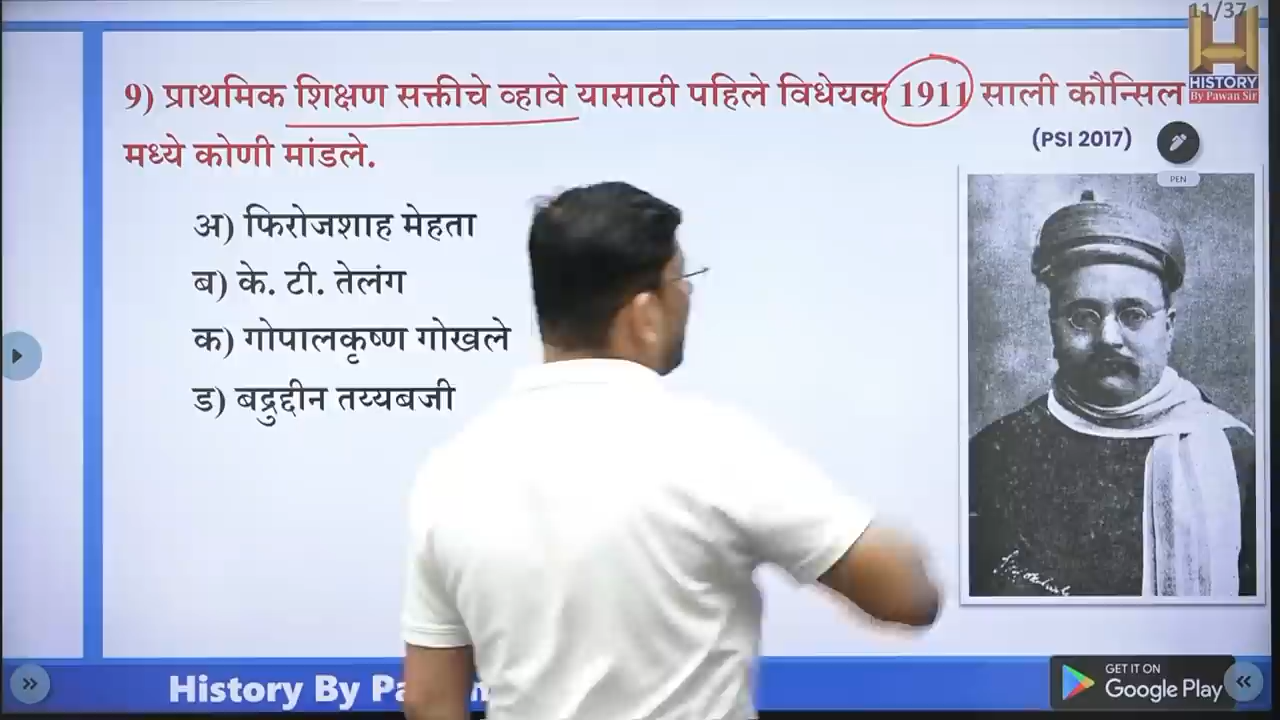 11/37
HISTORY
By Pawan Sir
9) प्राथमिक शिक्षण सक्तीचे व्हावे यासाठी पहिले विधेयक 1911 साली कौन्सिल
मध्ये कोणी मांडले.
(PSI 2017)
PEN
अ) फिरोजशाह मेहता
ब) के. टी. तेलंग
क) गोपालकृष्ण गोखले
ड) बद्रुद्दीन तय्यबजी
History By
GET IT ON
Google Play